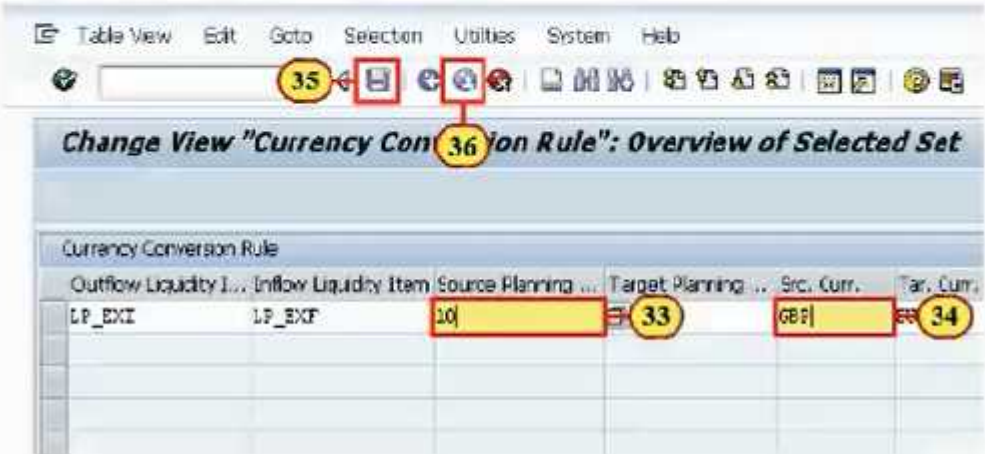 Table View Edit Goto Selection Utilities System Help
35
36
Change View "Currency Conversion Rule": Overview of Selected Set
Currency Conversion Rule
Outflow Liquidity I... Inflow Liquidity Item Source Planning ... Target Planning .. Src. Curr. Tar. Curr.
LP_EXI LP_EXF 10 33 GBP 34